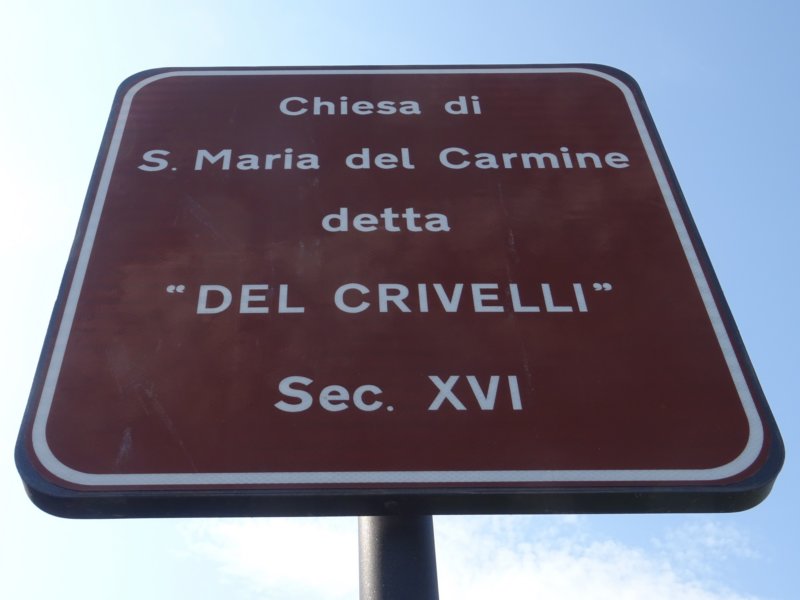 Chiesa di
S. Maria del Carmine
detta
“DEL CRIVELLI”
Sec. XVI